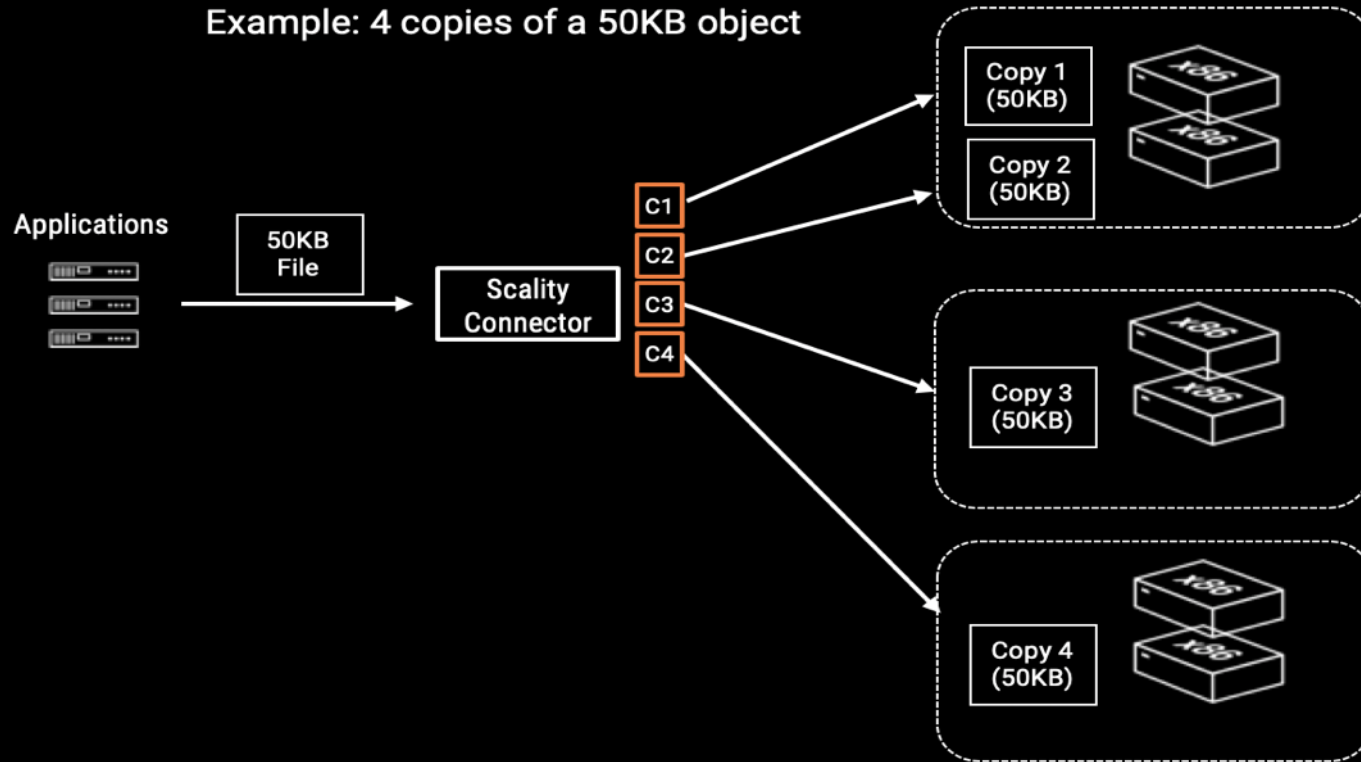 Example: 4 copies of a 50KB object
Applications
50KB
File
Scality
Connector
C1
C2
C3
C4
Copy 1
(50KB)
x86
x86
Copy 2
(50KB)
Copy 3
(50KB)
x86
x86
Copy 4
(50KB)
x86
x86